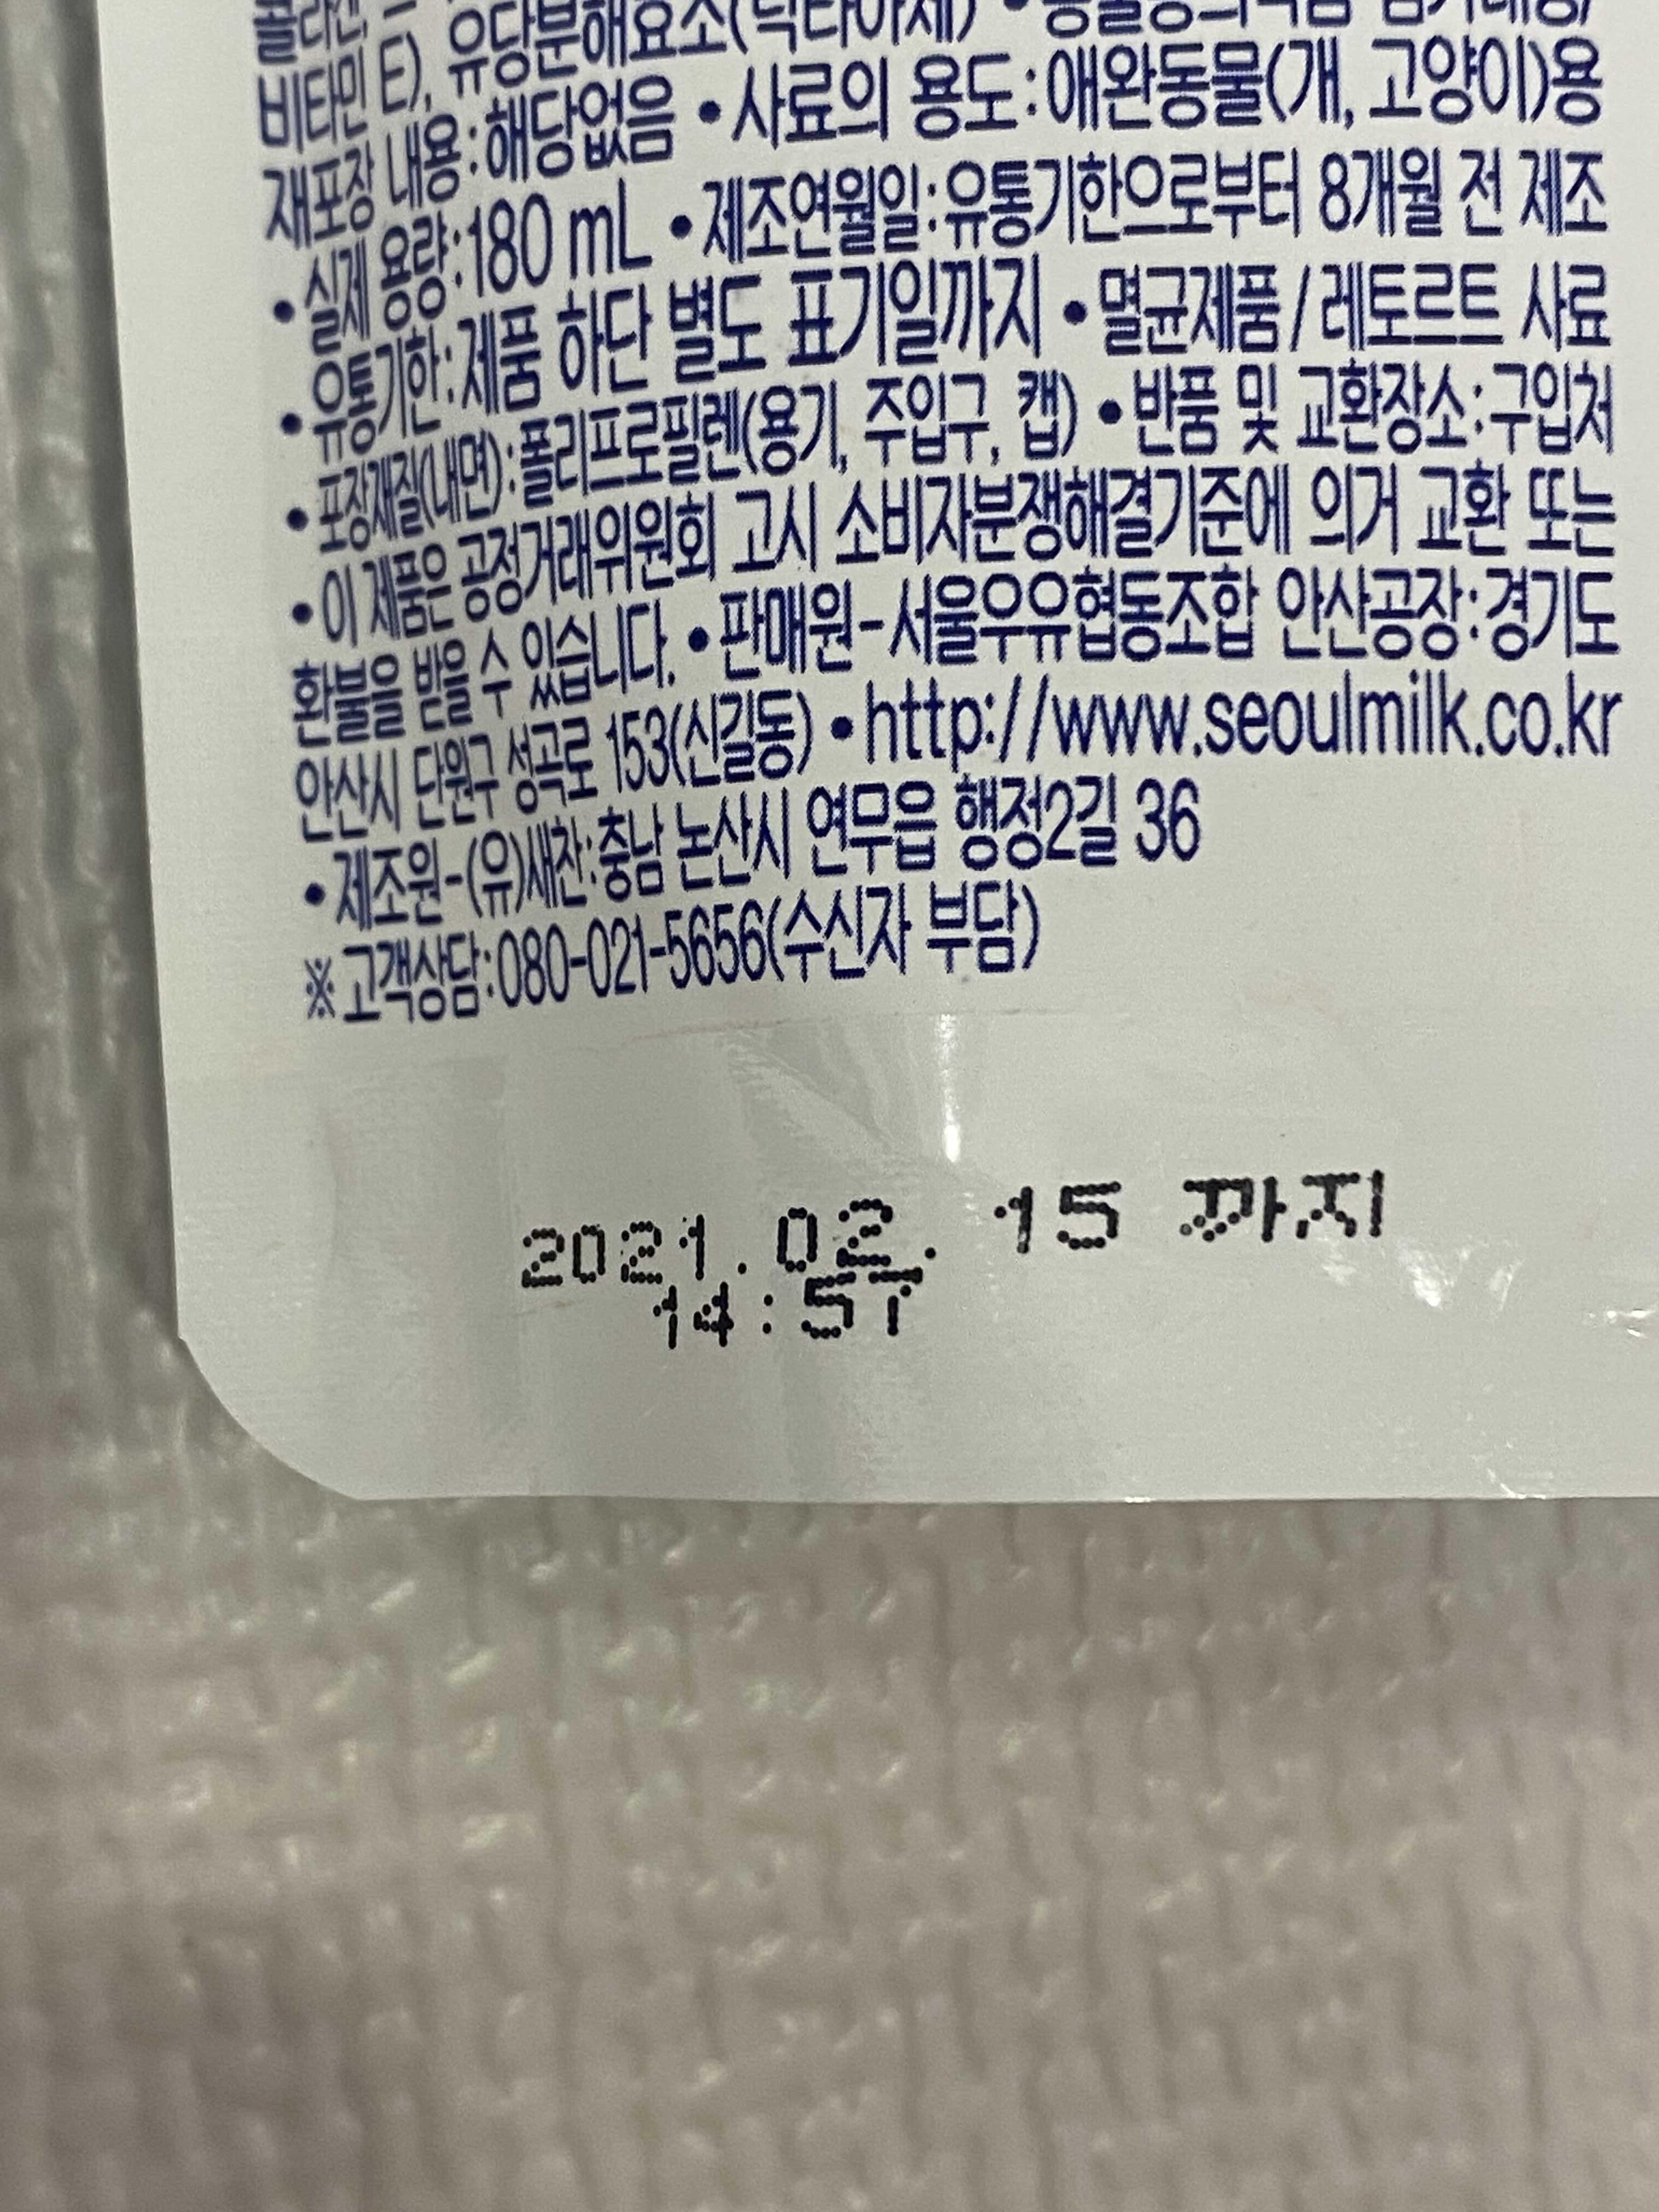 비타민 E), 유당분해효소(락타아제)
재포장 내용:해당없음 • 사료의 용도:애완동물(개, 고양이)용
• 실제 용량:180 mL • 제조연월일:유통기한으로부터 8개월 전 제조
• 유통기한:제품 하단 별도 표기일까지 • 멸균제품/레토르트 사료
• 포장재질(내면):폴리프로필렌(용기, 주입구, 캡) • 반품 및 교환장소:구입처
• 이 제품은 공정거래위원회 고시 소비자분쟁해결기준에 의거 교환 또는
환불을 받을 수 있습니다. • 판매원-서울우유협동조합 안산공장:경기도
안산시 단원구 성곡로 153(신길동) • http://www.seoulmilk.co.kr
• 제조원-(유)새찬:충남 논산시 연무읍 행정2길 36
※ 고객상담:080-021-5656(수신자 부담)
2021.02.15 까지
14:57